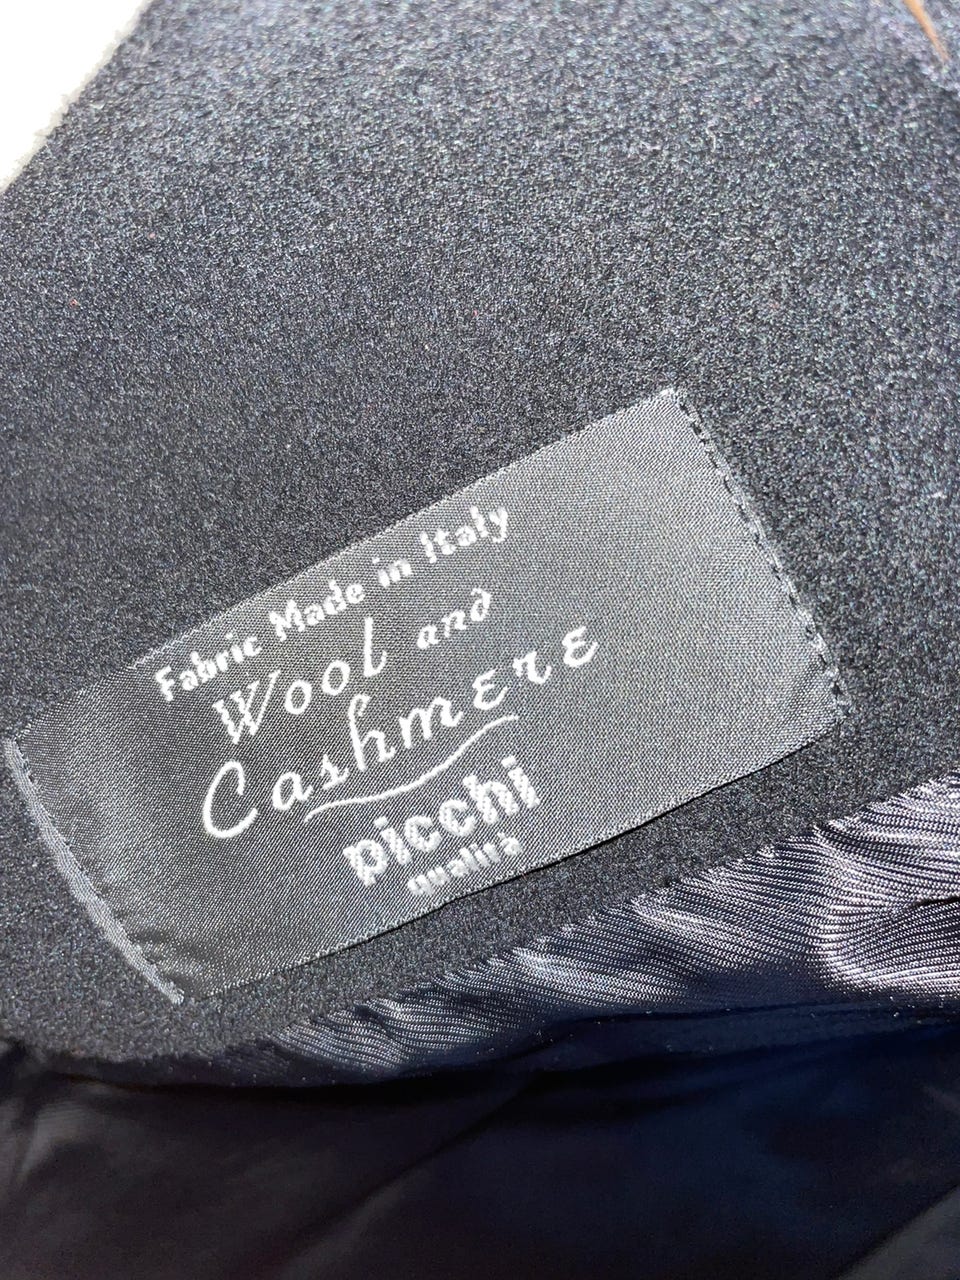 Fabric Made in Italy
Wool and
Cashmere
picchi
qualità